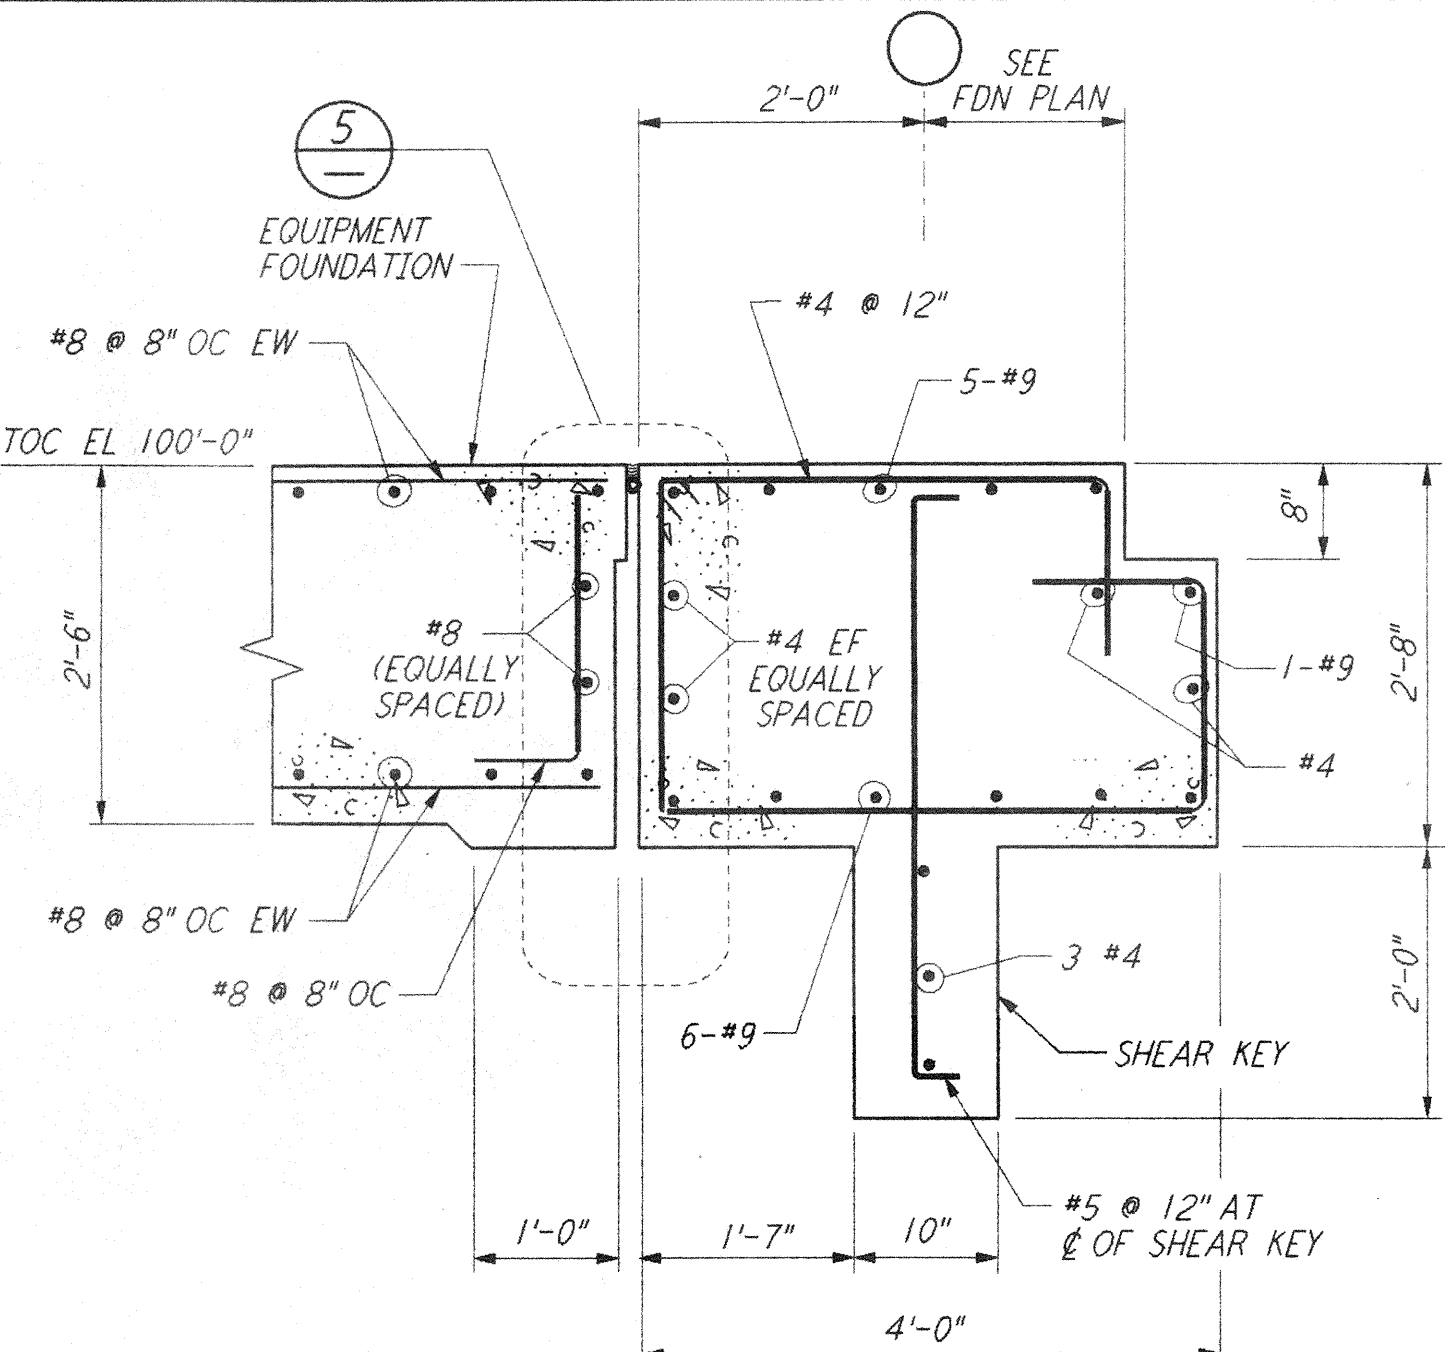 SEE
FDN PLAN
2'-0"
5
EQUIPMENT
FOUNDATION
#4 @ 12"
#8 @ 8" OC EW
5-#9
TOC EL 100'-0"
8"
2'-6"
#8
(EQUALLY
SPACED)
#4 EF
EQUALLY
SPACED
1-#9
2'-8"
#4
#8 @ 8" OC EW
#8 @ 8" OC
3 #4
6-#9
2'-0"
SHEAR KEY
#5 @ 12" AT
℄ OF SHEAR KEY
1'-0"
1'-7"
10"
4'-0"